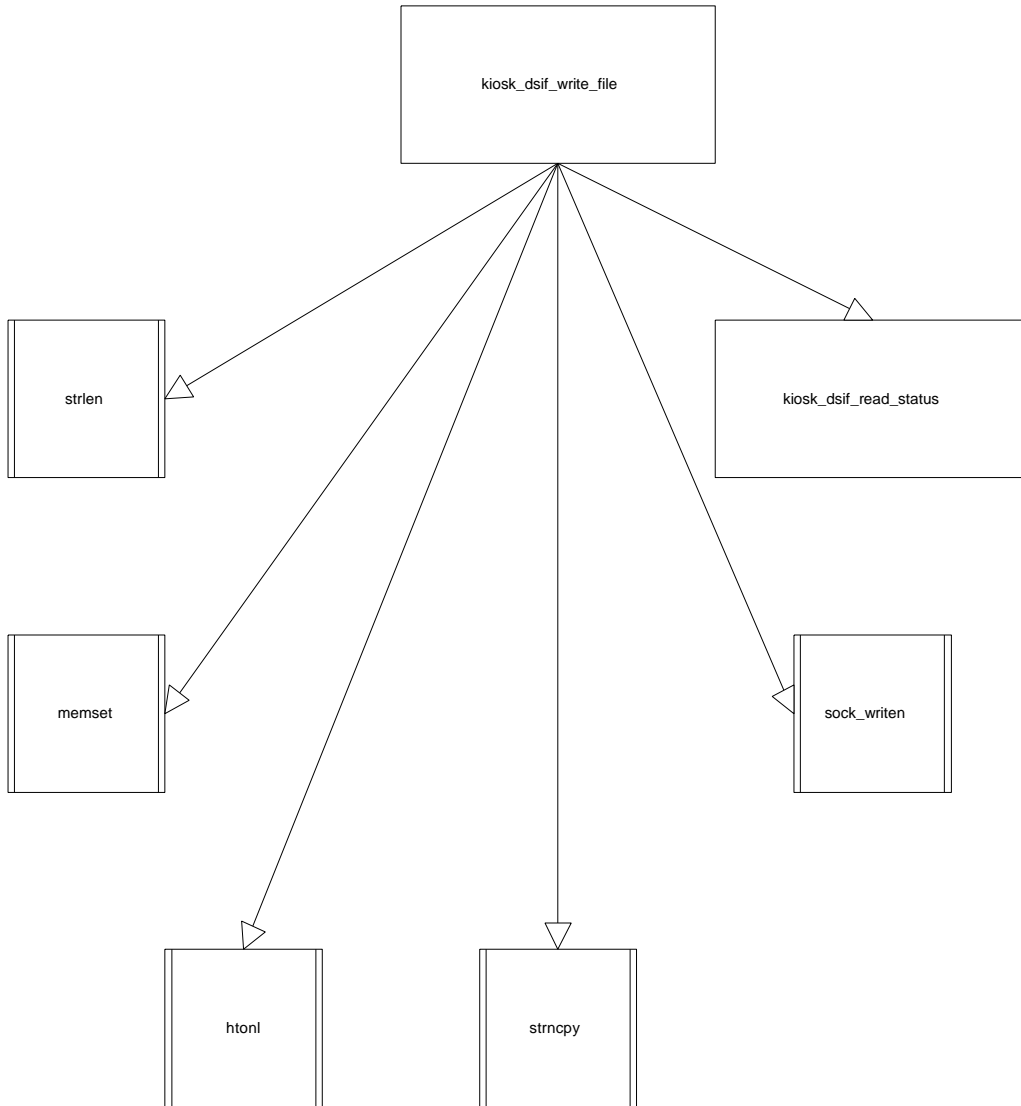 kiosk_dsif_write_file
strlen
kiosk_dsif_read_status
memset
sock_writen
htonl
strncpy